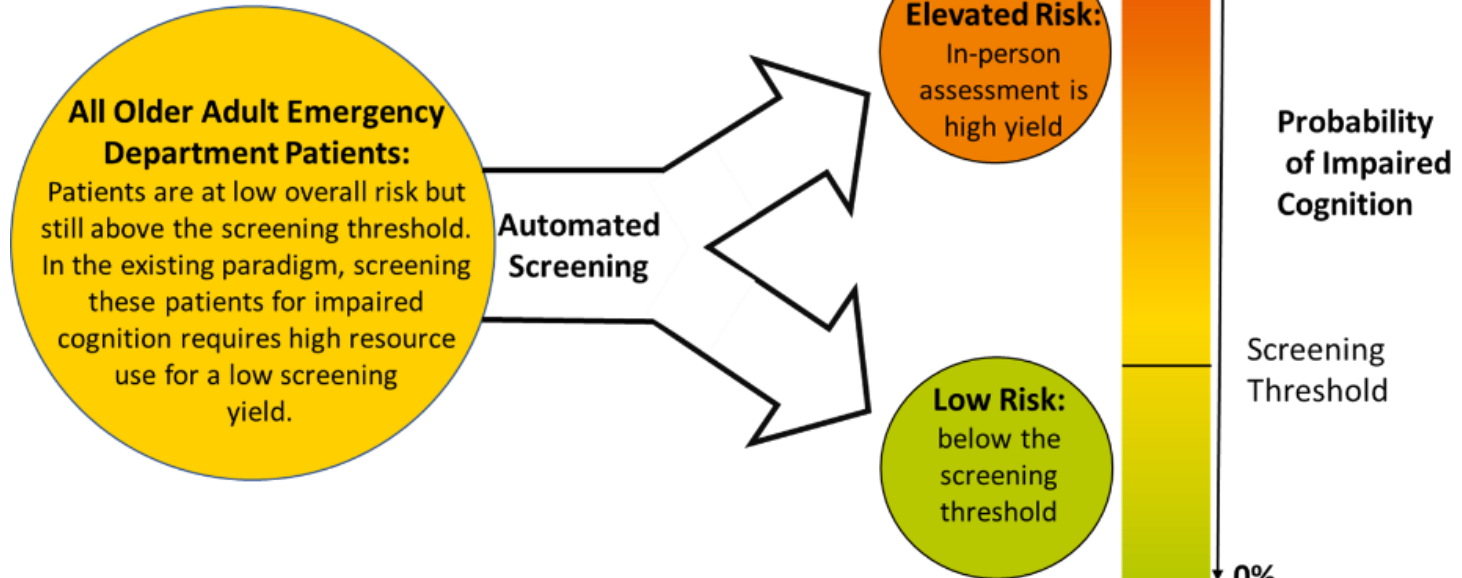 All Older Adult Emergency
Department Patients:
Patients are at low overall risk but
still above the screening threshold.
In the existing paradigm, screening
these patients for impaired
cognition requires high resource
use for a low screening
yield.
Automated
Screening
Elevated Risk:
In-person
assessment is
high yield
Low Risk:
below the
screening
threshold
Probability
of Impaired
Cognition
Screening
Threshold
0%